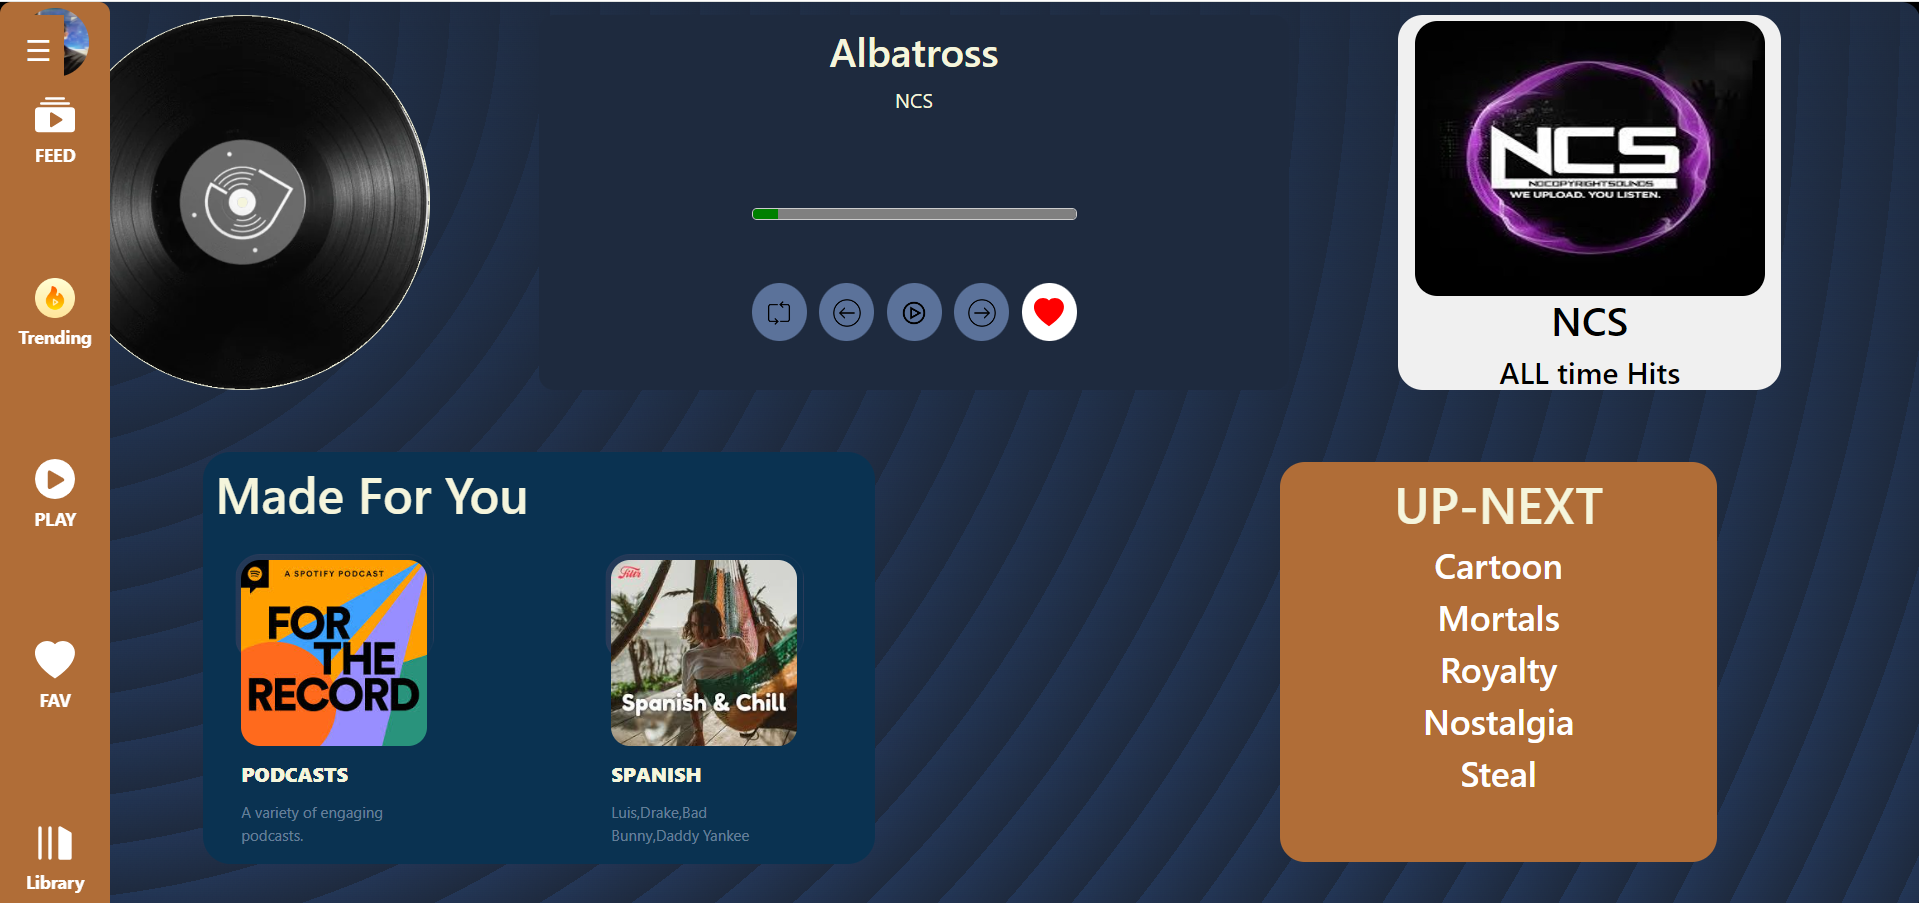 FEED
Trending
PLAY
FAV
Library
Albatross
NCS
NCS
NOCOPYRIGHTSOUNDS
WE UPLOAD. YOU LISTEN.
NCS
ALL time Hits
Made For You
A SPOTIFY PODCAST
FOR
THE
RECORD
PODCASTS
A variety of engaging
podcasts.
Filtr
Spanish & Chill
SPANISH
Luis,Drake,Bad
Bunny,Daddy Yankee
UP-NEXT
Cartoon
Mortals
Royalty
Nostalgia
Steal